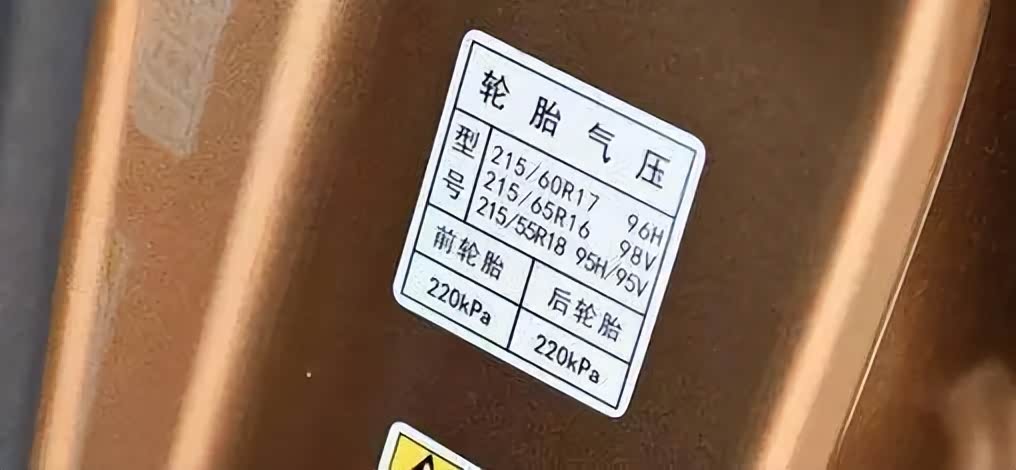 轮胎气压
型号
215/60R17 96H
215/65R16 98V
215/55R18 95H/95V
前轮胎 后轮胎
220kPa 220kPa